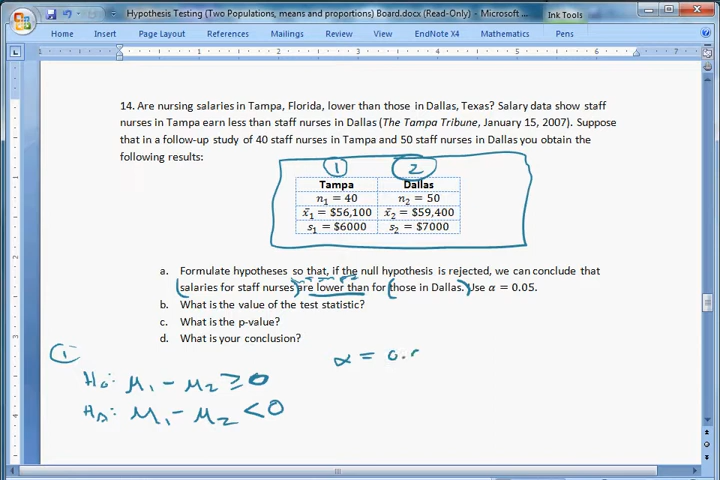 Hypothesis Testing (Two Populations, means and proportions) Board.docx (Read-Only) - Microsoft ...
Ink Tools
Home Insert Page Layout References Mailings Review View EndNote X4 Mathematics Pens
14. Are nursing salaries in Tampa, Florida, lower than those in Dallas, Texas? Salary data show staff
nurses in Tampa earn less than staff nurses in Dallas (The Tampa Tribune, January 15, 2007). Suppose
that in a follow-up study of 40 staff nurses in Tampa and 50 staff nurses in Dallas you obtain the
following results:
1 2
Tampa Dallas
n₁ = 40 n₂ = 50
x̄₁ = $56,100 x̄₂ = $59,400
s₁ = $6000 s₂ = $7000
a. Formulate hypotheses so that, if the null hypothesis is rejected, we can conclude that
salaries for staff nurses are lower than for those in Dallas. Use α = 0.05.
b. What is the value of the test statistic?
c. What is the p-value?
d. What is your conclusion?
1
α = 0.
H₀: μ₁ - μ₂ ≥ 0
Hₐ: μ₁ - μ₂ < 0